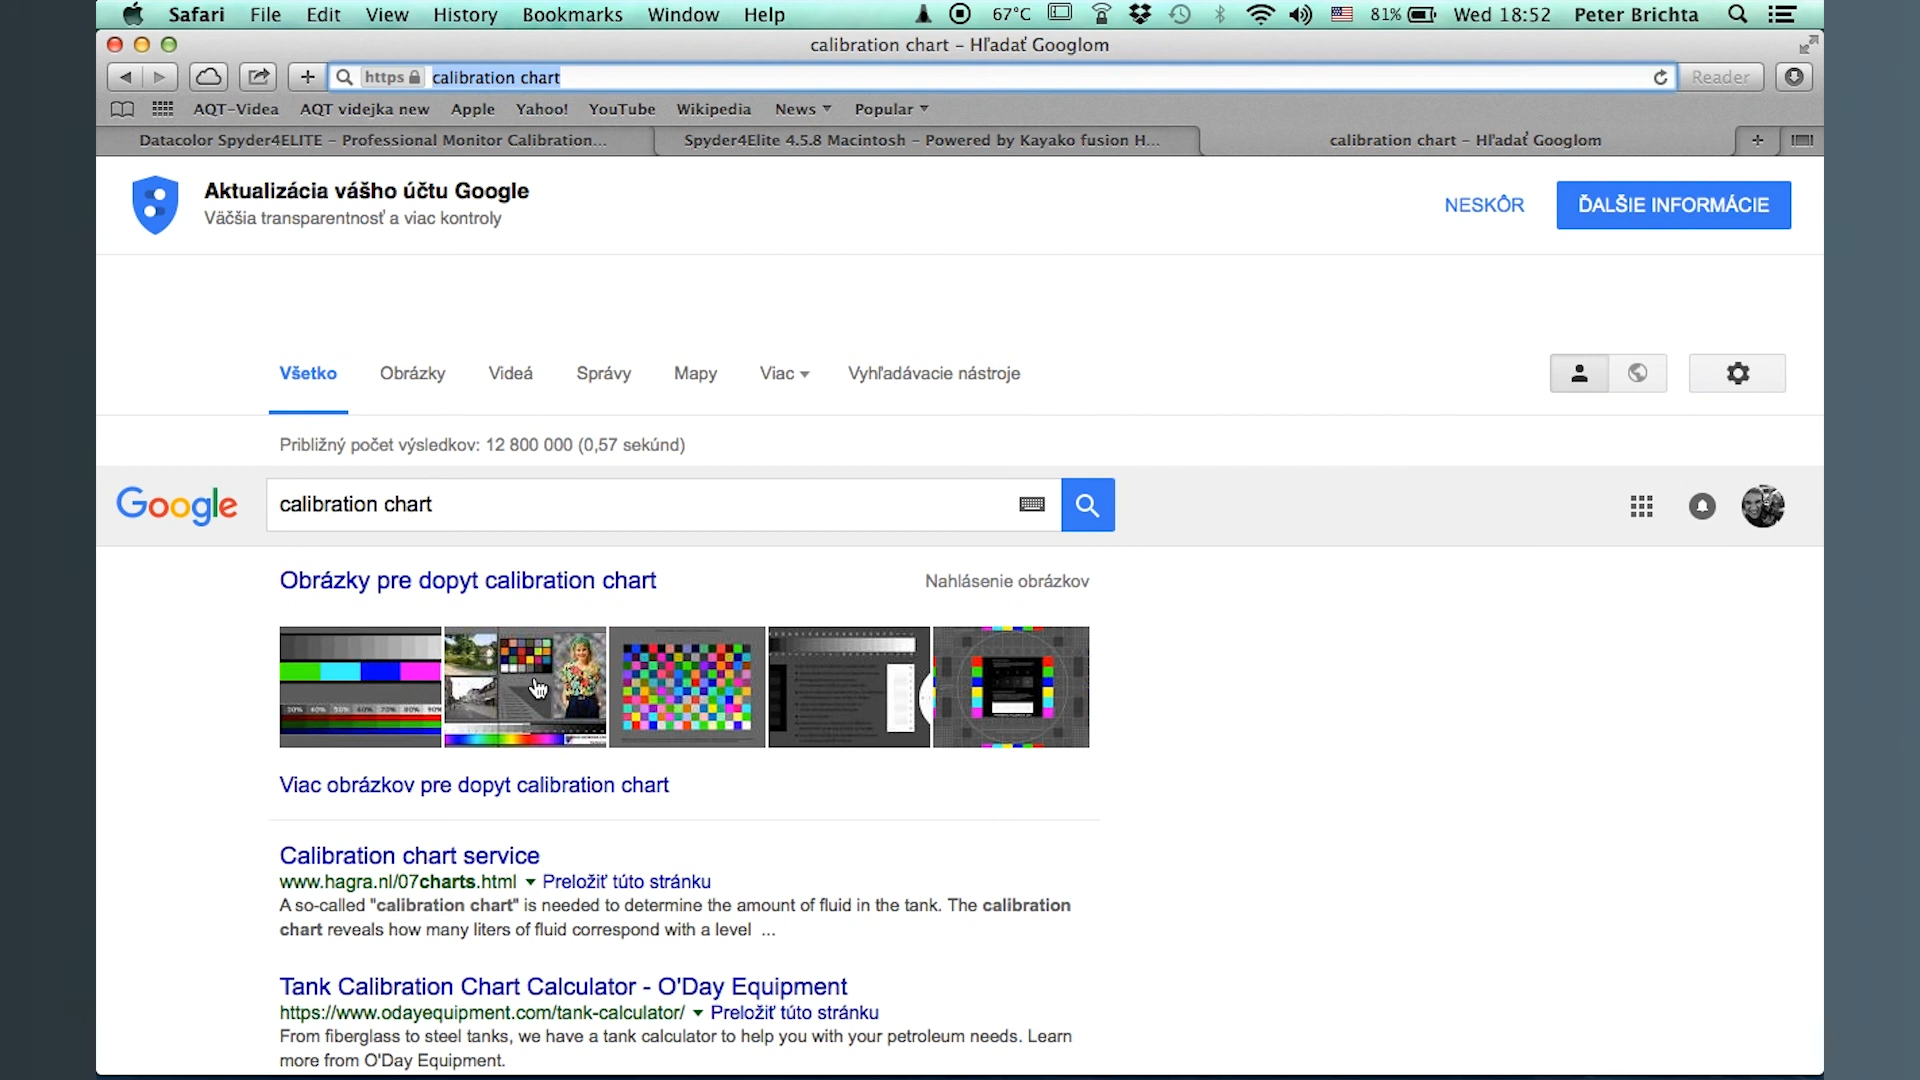 Safari File Edit View History Bookmarks Window Help 67°C 81% Wed 18:52 Peter Brichta
calibration chart – Hľadať Googlom
https calibration chart Reader
AQT-Videa AQT videjka new Apple Yahoo! YouTube Wikipedia News Popular
Datacolor Spyder4ELITE – Professional Monitor Calibration... Spyder4Elite 4.5.8 Macintosh – Powered by Kayako fusion H... calibration chart – Hľadať Googlom
Aktualizácia vášho účtu Google
Väčšia transparentnosť a viac kontroly
NESKÔR ĎALŠIE INFORMÁCIE
Všetko Obrázky Videá Správy Mapy Viac Vyhľadávacie nástroje
Približný počet výsledkov: 12 800 000 (0,57 sekúnd)
Google calibration chart
Obrázky pre dopyt calibration chart Nahlásenie obrázkov
Viac obrázkov pre dopyt calibration chart
Calibration chart service
www.hagra.nl/07charts.html Preložiť túto stránku
A so-called "calibration chart" is needed to determine the amount of fluid in the tank. The calibration
chart reveals how many liters of fluid correspond with a level ...
Tank Calibration Chart Calculator - O'Day Equipment
https://www.odayequipment.com/tank-calculator/ Preložiť túto stránku
From fiberglass to steel tanks, we have a tank calculator to help you with your petroleum needs. Learn
more from O'Day Equipment.